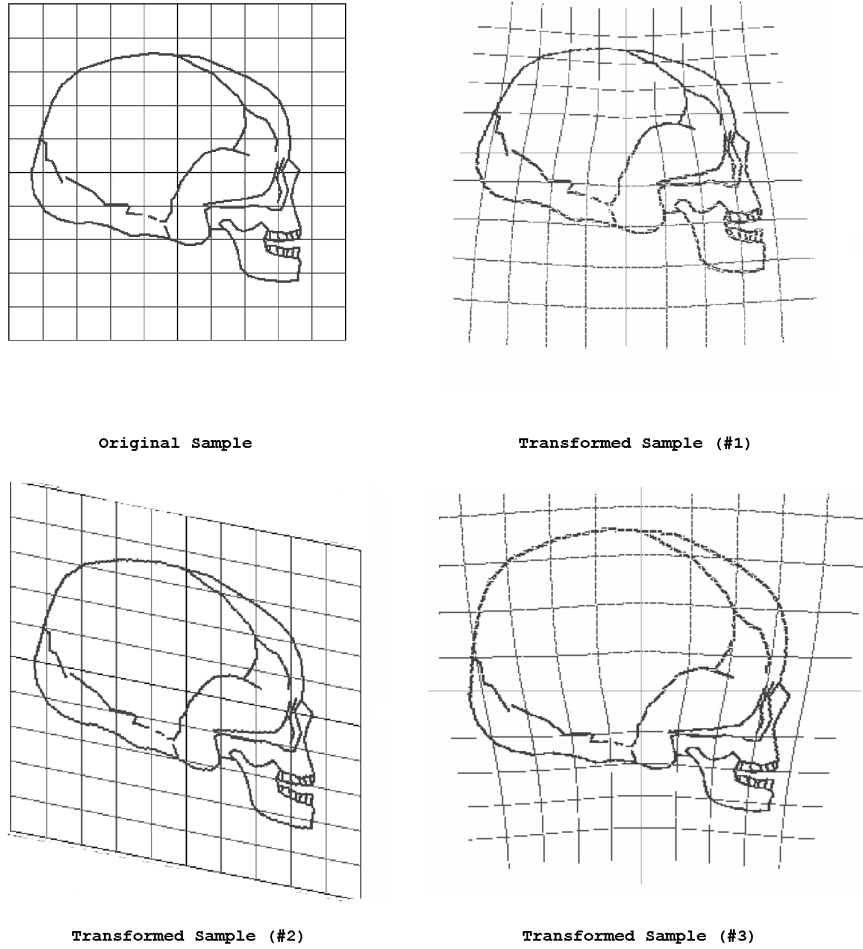 Original Sample
Transformed Sample (#1)
Transformed Sample (#2)
Transformed Sample (#3)